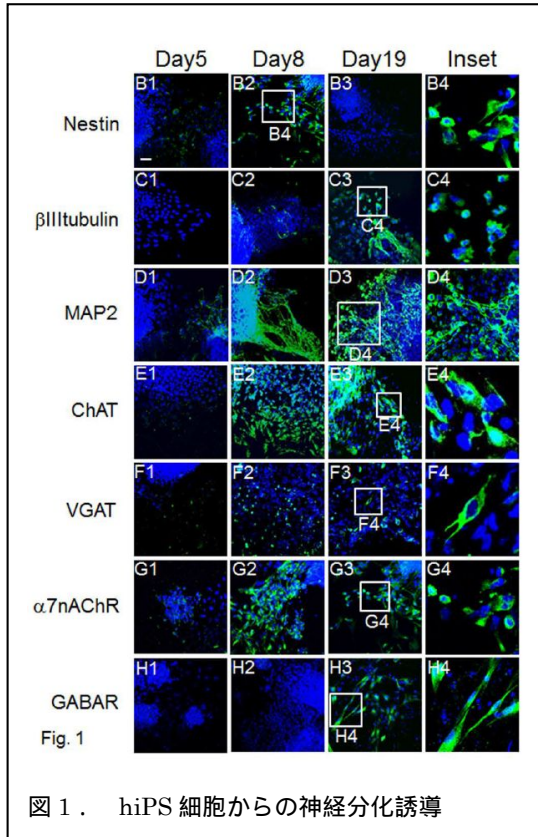 Day5 Day8 Day19 Inset
Nestin B1 B2 B4 B3 B4
βIIItubulin C1 C2 C3 C4 C4
MAP2 D1 D2 D3 D4 D4
ChAT E1 E2 E3 E4 E4
VGAT F1 F2 F3 F4 F4
α7nAChR G1 G2 G3 G4 G4
GABAR H1 H2 H3 H4 H4
Fig. 1
図 1． hiPS 細胞からの神経分化誘導